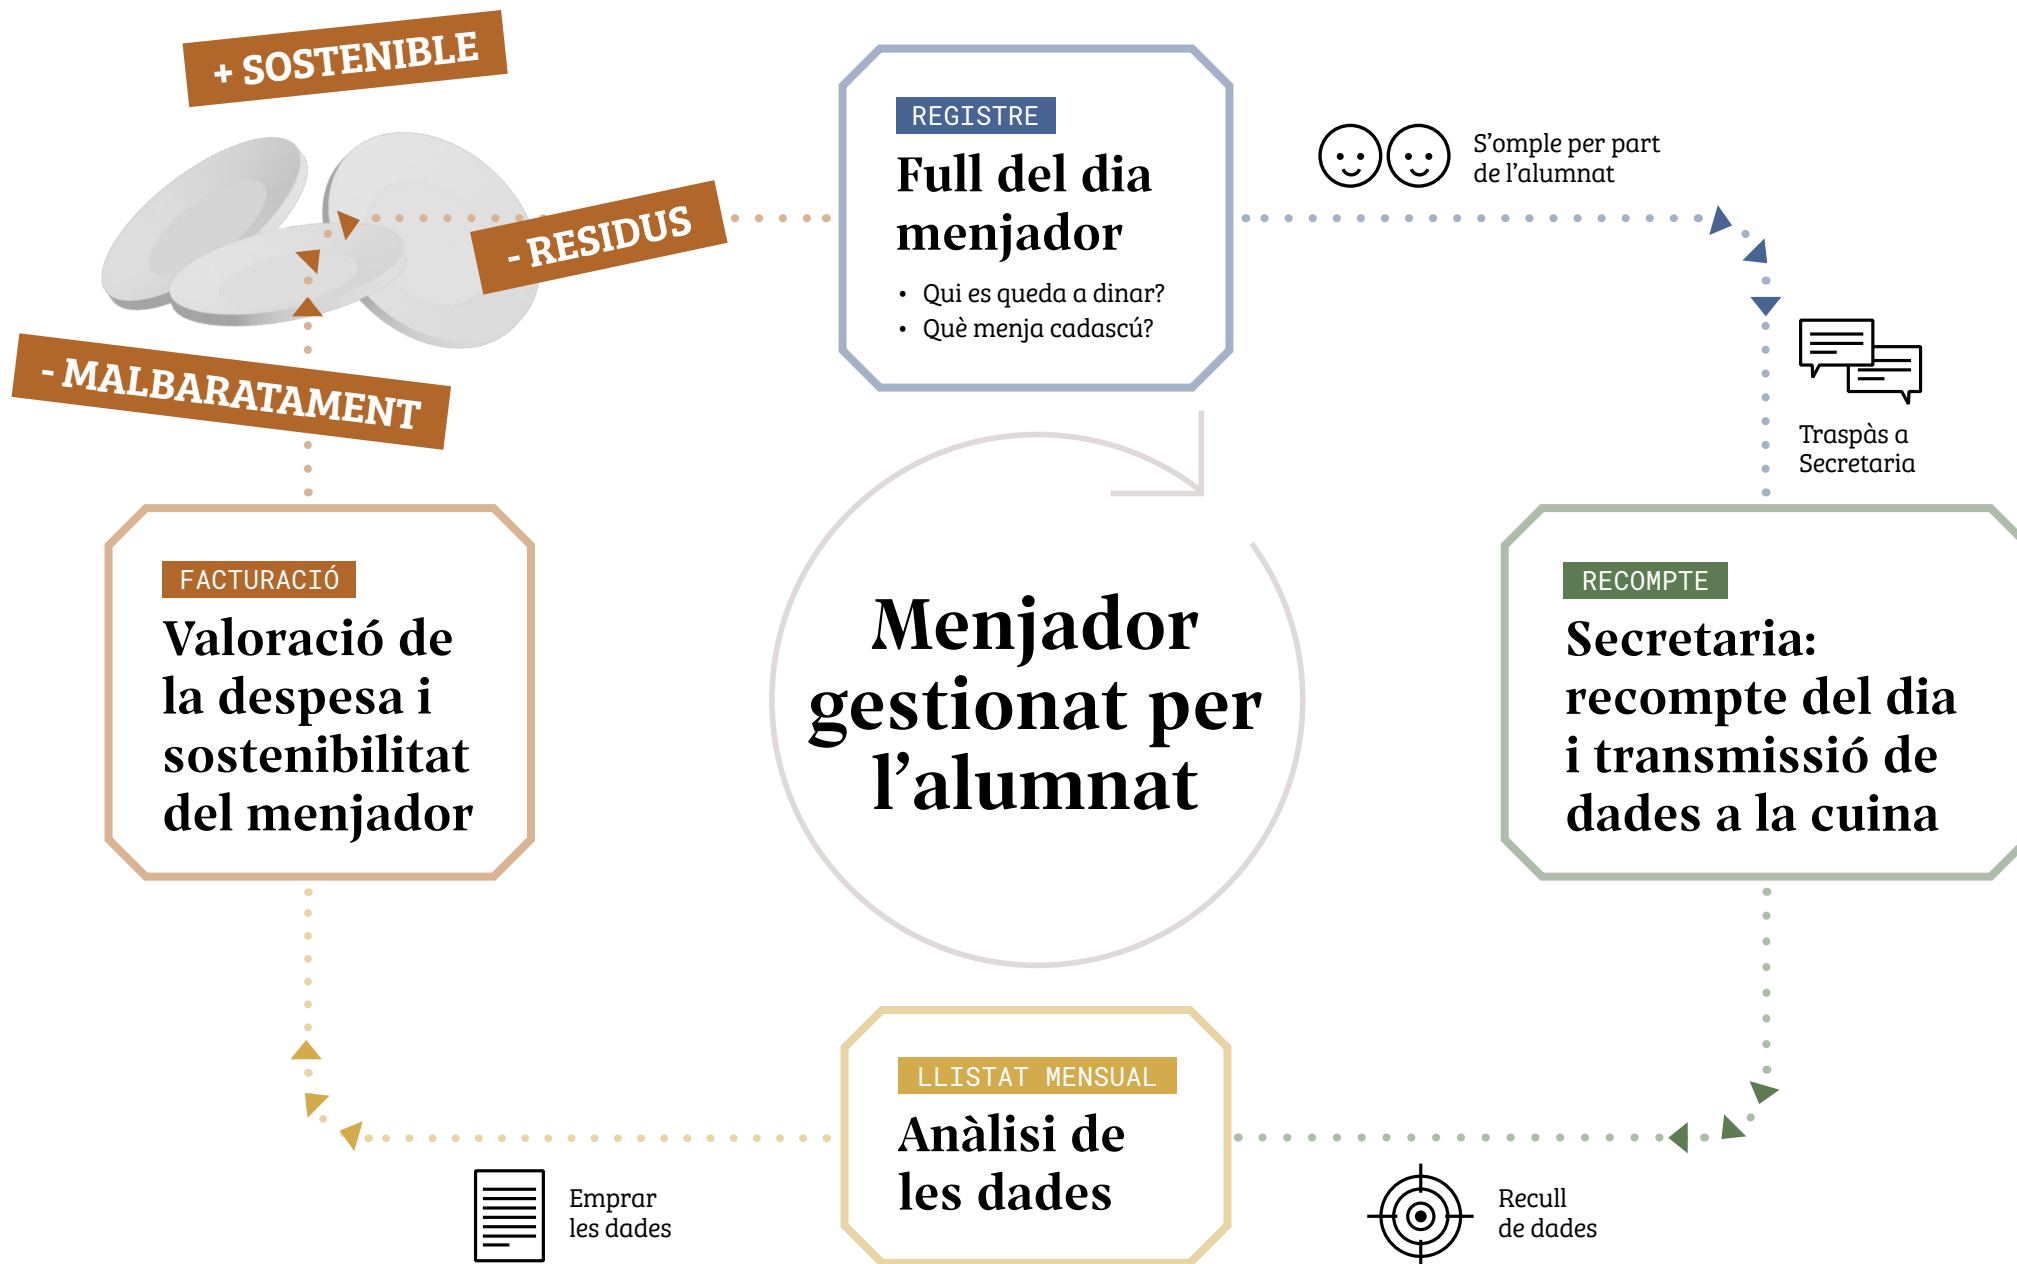 + SOSTENIBLE
- RESIDUS
- MALBARATAMENT
REGISTRE
Full del dia
menjador
• Qui es queda a dinar?
• Què menja cadascú?
S’omple per part
de l’alumnat
Traspàs a
Secretaria
FACTURACIÓ
Valoració de
la despesa i
sostenibilitat
del menjador
Menjador
gestionat per
l’alumnat
RECOMPTE
Secretaria:
recompte del dia
i transmissió de
dades a la cuina
LLISTAT MENSUAL
Anàlisi de
les dades
Emprar
les dades
Recull
de dades